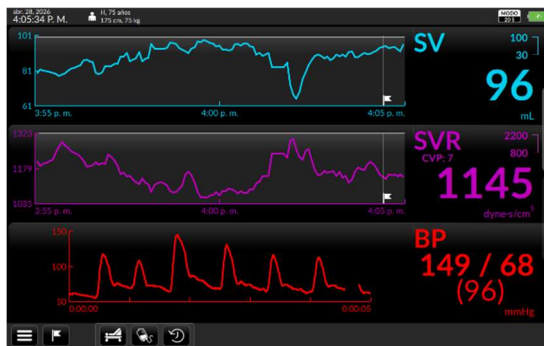 abr. 28, 2026
4:05:34 P. M.
H, 75 años
175 cm, 75 kg
MODO
20 s
101
81
61
3:55 p. m.
4:00 p. m.
4:05 p. m.
SV
100
30
96
mL
1323
1179
1035
3:55 p. m.
4:00 p. m.
4:05 p. m.
SVR
CVP: 7
2200
800
1145
dyne-s/cm⁵
150
100
50
0:00:00
0:00:05
BP
149 / 68
(96)
mmHg